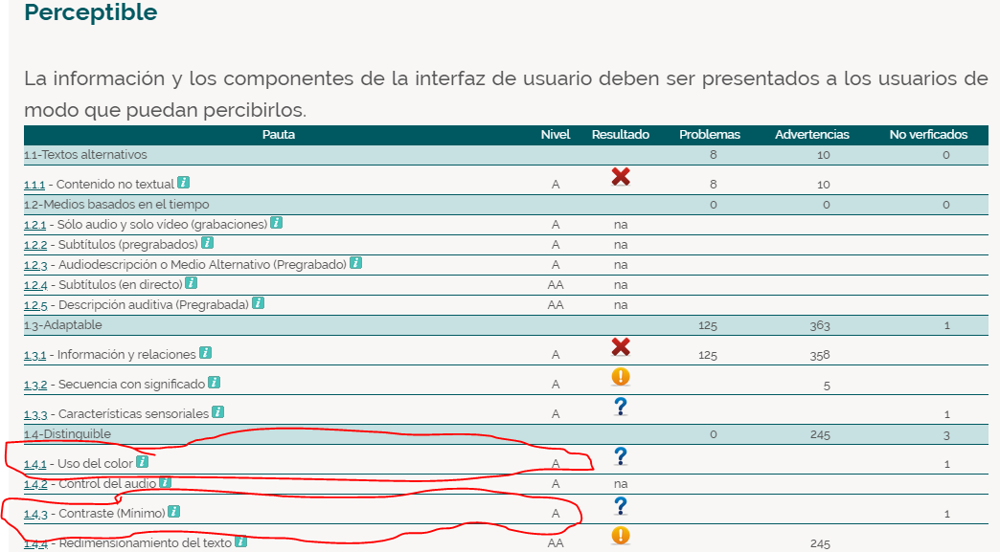 Perceptible
La información y los componentes de la interfaz de usuario deben ser presentados a los usuarios de
modo que puedan percibirlos.
Pauta Nivel Resultado Problemas Advertencias No verficados
1.1-Textos alternativos 8 10 0
1.1.1 - Contenido no textual i A 8 10
1.2-Medios basados en el tiempo 0 0 0
1.2.1 - Sólo audio y solo vídeo (grabaciones) i A na
1.2.2 - Subtítulos (pregrabados) i A na
1.2.3 - Audiodescripción o Medio Alternativo (Pregrabado) i A na
1.2.4 - Subtítulos (en directo) i AA na
1.2.5 - Descripción auditiva (Pregrabada) i AA na
1.3-Adaptable 125 363 1
1.3.1 - Información y relaciones i A 125 358
1.3.2 - Secuencia con significado i A ! 5
1.3.3 - Características sensoriales i A ? 1
1.4-Distinguible 0 245 3
1.4.1 - Uso del color i A ? 1
1.4.2 - Control del audio i A na
1.4.3 - Contraste (Mínimo) i A ? 1
1.4.4 - Redimensionamiento del texto i AA ! 245